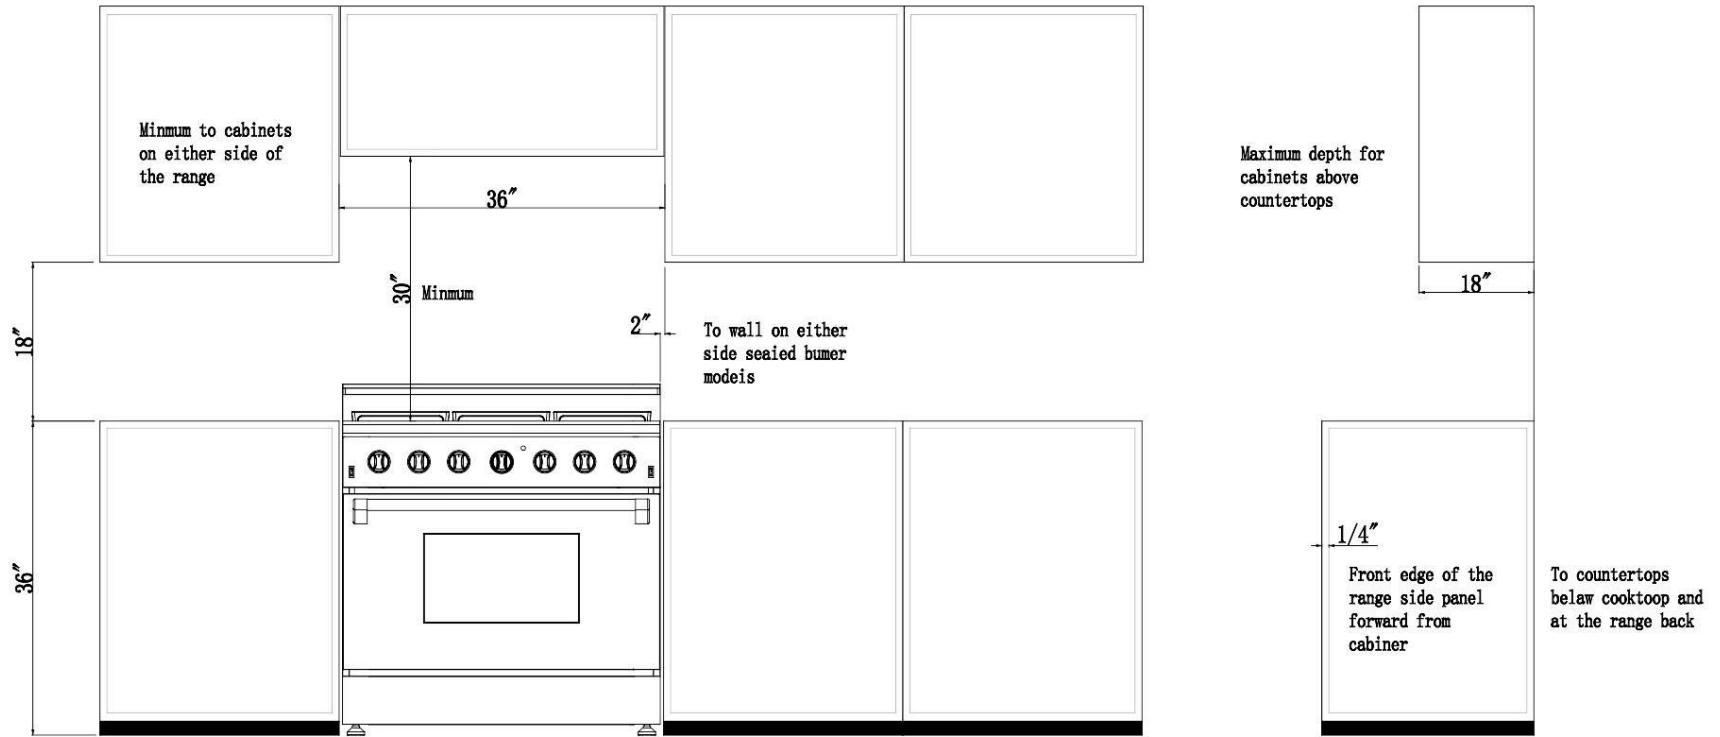 Minmum to cabinets
on either side of
the range
36″
30″
Minmum
18″
2″
To wall on either
side seaied bumer
modeis
36″
Maximum depth for
cabinets above
countertops
18″
1/4″
Front edge of the
range side panel
forward from
cabiner
To countertops
belaw cooktoop and
at the range back